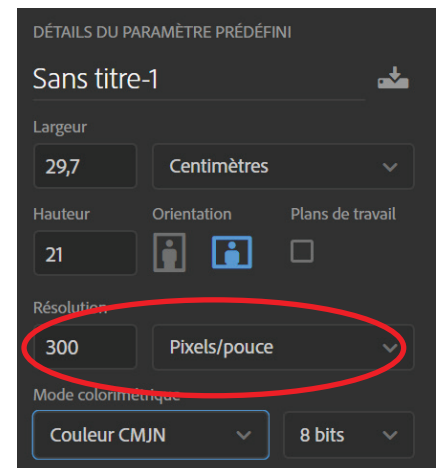 DÉTAILS DU PARAMÈTRE PRÉDÉFINI
Sans titre-1
Largeur
29,7 Centimètres
Hauteur Orientation Plans de travail
21
Résolution
300 Pixels/pouce
Mode colorimétrique
Couleur CMJN 8 bits